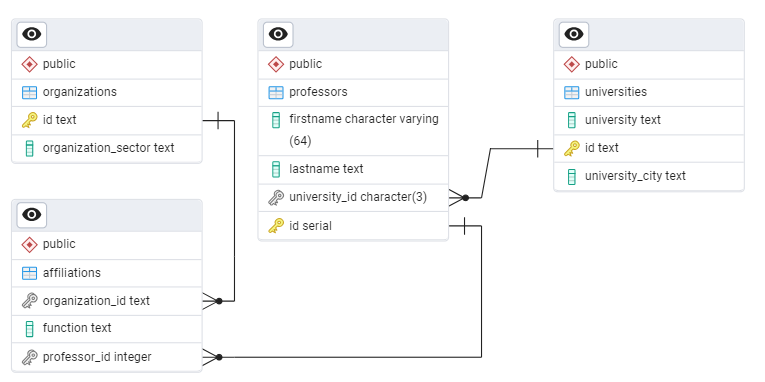 public
organizations
id text
organization_sector text
public
affiliations
organization_id text
function text
professor_id integer
public
professors
firstname character varying
(64)
lastname text
university_id character(3)
id serial
public
universities
university text
id text
university_city text